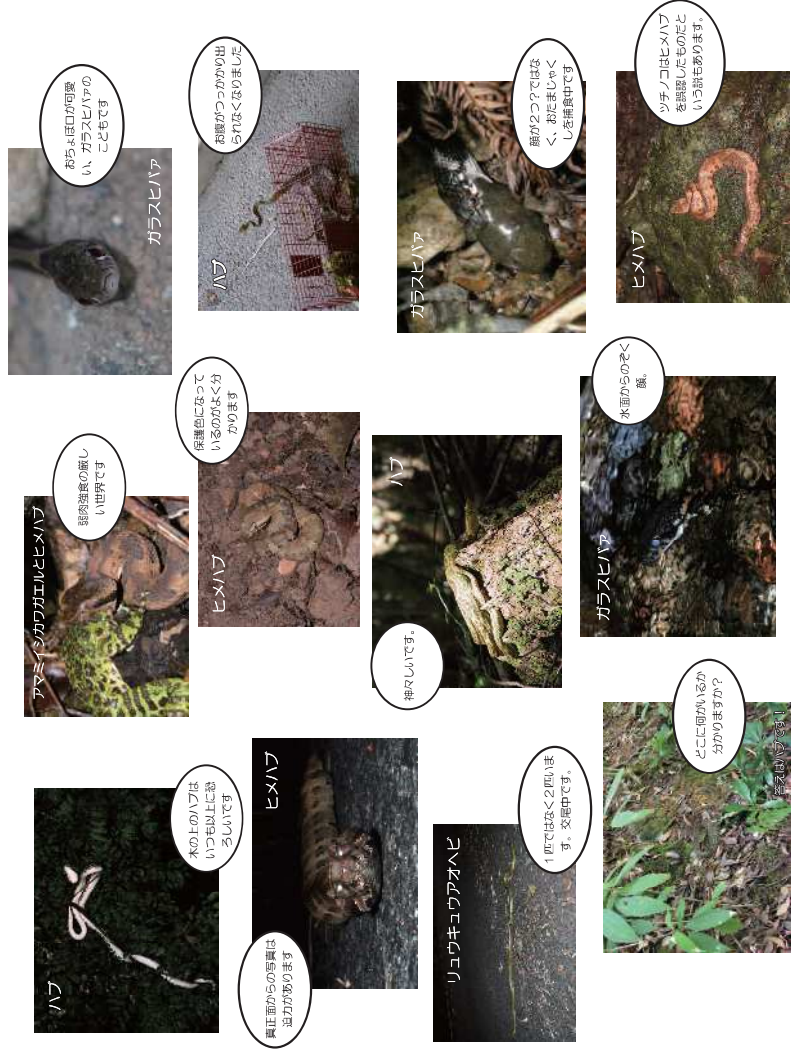 ハブ
木の上のハブは
いつも以上に恐
ろしいです
アマミイシカワガエルとヒメハブ
弱肉強食の厳し
い世界です
ガラスヒバァ
おちょぼ口が可愛
い、ガラスヒバァの
こどもです
真正面からの写真は
迫力があります
ヒメハブ
ヒメハブ
保護色になって
いるのがよく分
かります
ハブ
お腹がつっかかり出
られなくなりました
リュウキュウアオヘビ
1匹ではなく2匹いま
す。交尾中です。
神々しいです。
ハブ
ガラスヒバァ
顔が2つ?ではな
く、おたまじゃく
しを捕食中です
どこに何がいるか
分かりますか?
答えはハブです!
ガラスヒバァ
水面からのぞく
顔。
ヒメハブ
ツチノコはヒメハブ
を誤認したものだと
いう説もあります。